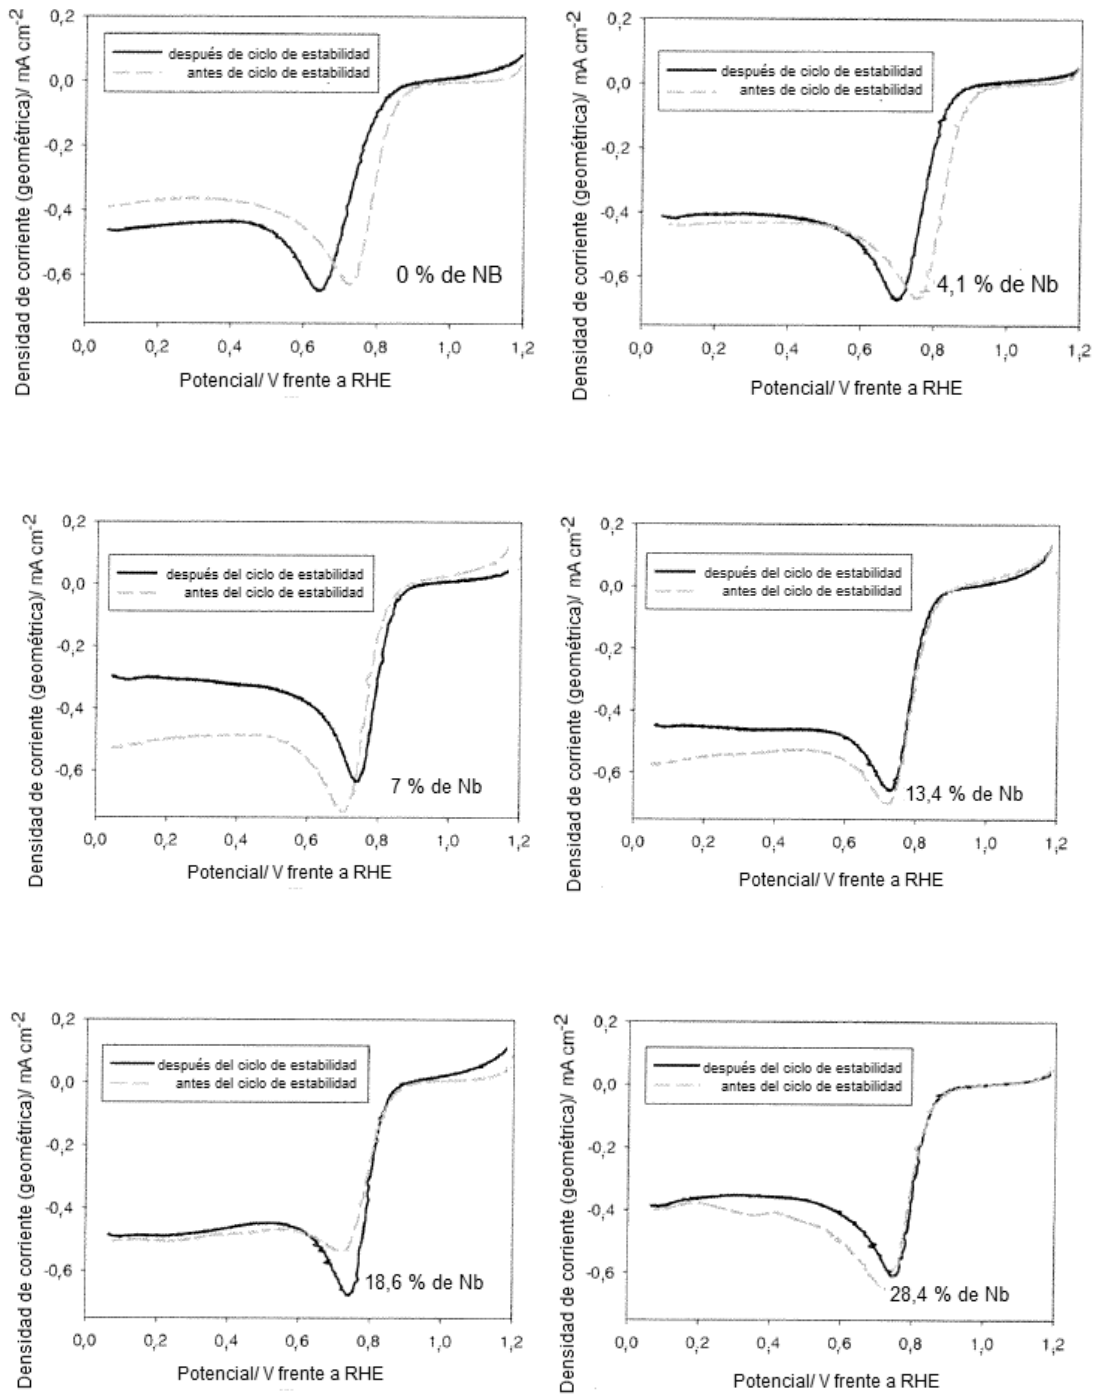 0,2
0,0
-0,2
-0,4
-0,6
Densidad de corriente (geométrica)/ mA cm-2
después de ciclo de estabilidad
antes de ciclo de estabilidad
0 % de NB
0,0 0,2 0,4 0,6 0,8 1,0 1,2
Potencial/ V frente a RHE
0,2
0,0
-0,2
-0,4
-0,6
Densidad de corriente (geométrica)/ mA cm-2
después de ciclo de estabilidad
antes de ciclo de estabilidad
4,1 % de Nb
0,0 0,2 0,4 0,6 0,8 1,0 1,2
Potencial/ V frente a RHE
0,2
0,0
-0,2
-0,4
-0,6
Densidad de corriente (geométrica)/ mA cm-2
después del ciclo de estabilidad
antes del ciclo de estabilidad
7 % de Nb
0,0 0,2 0,4 0,6 0,8 1,0 1,2
Potencial/ V frente a RHE
0,2
0,0
-0,2
-0,4
-0,6
Densidad de corriente (geométrica)/ mA cm-2
después del ciclo de estabilidad
antes del ciclo de estabilidad
13,4 % de Nb
0,0 0,2 0,4 0,6 0,8 1,0 1,2
Potencial/ V frente a RHE
0,2
0,0
-0,2
-0,4
-0,6
Densidad de corriente (geométrica)/ mA cm-2
después del ciclo de estabilidad
antes del ciclo de estabilidad
18,6 % de Nb
0,0 0,2 0,4 0,6 0,8 1,0 1,2
Potencial/ V frente a RHE
0,2
0,0
-0,2
-0,4
-0,6
Densidad de corriente (geométrica)/ mA cm-2
después del ciclo de estabilidad
antes del ciclo de estabilidad
28,4 % de Nb
0,0 0,2 0,4 0,6 0,8 1,0 1,2
Potencial/ V frente a RHE